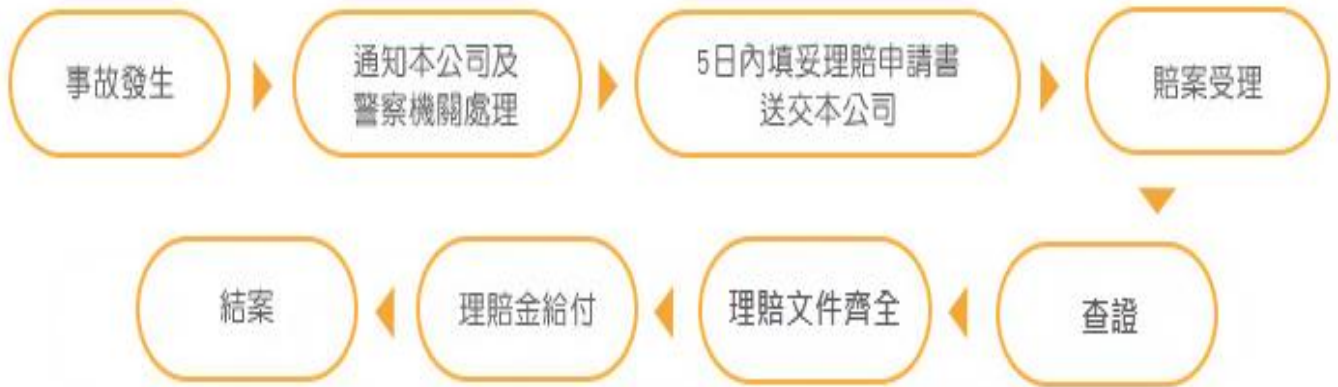 事故發生
通知本公司及
警察機關處理
5日內填妥理賠申請書
送交本公司
賠案受理
查證
理賠文件齊全
理賠金給付
結案